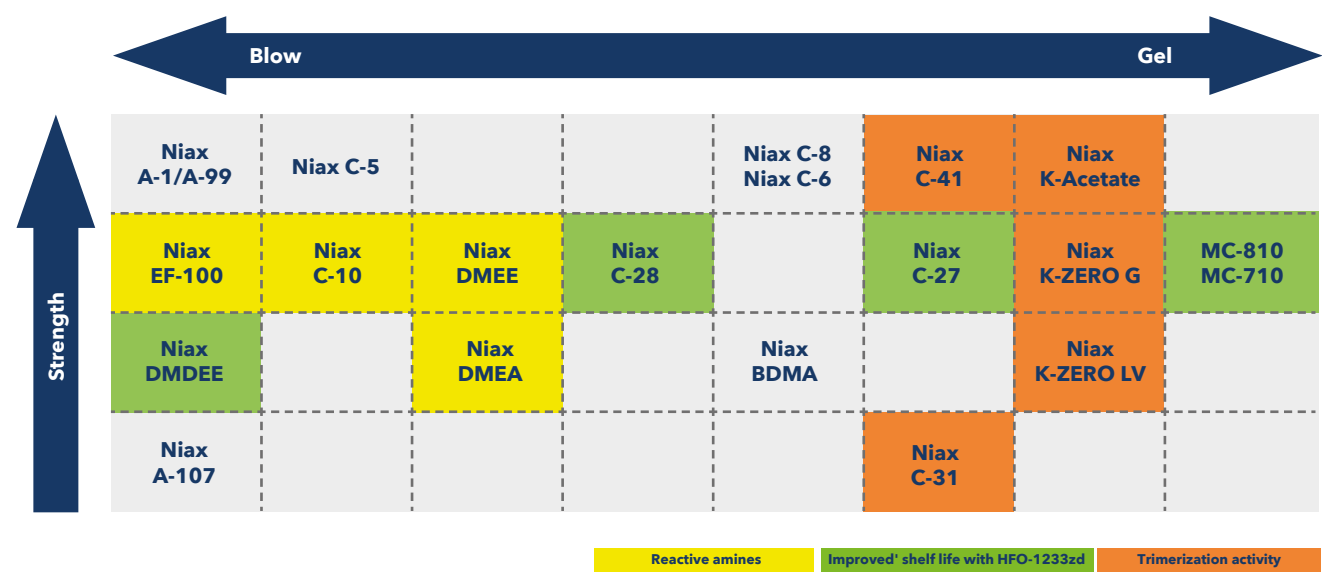 Blow
Gel
Strength
Niax
A-1/A-99
Niax C-5
Niax C-8
Niax C-6
Niax
C-41
Niax
K-Acetate
Niax
EF-100
Niax
C-10
Niax
DMEE
Niax
C-28
Niax
C-27
Niax
K-ZERO G
MC-810
MC-710
Niax
DMDEE
Niax
DMEA
Niax
BDMA
Niax
K-ZERO LV
Niax
A-107
Niax
C-31
Reactive amines
Improved' shelf life with HFO-1233zd
Trimerization activity